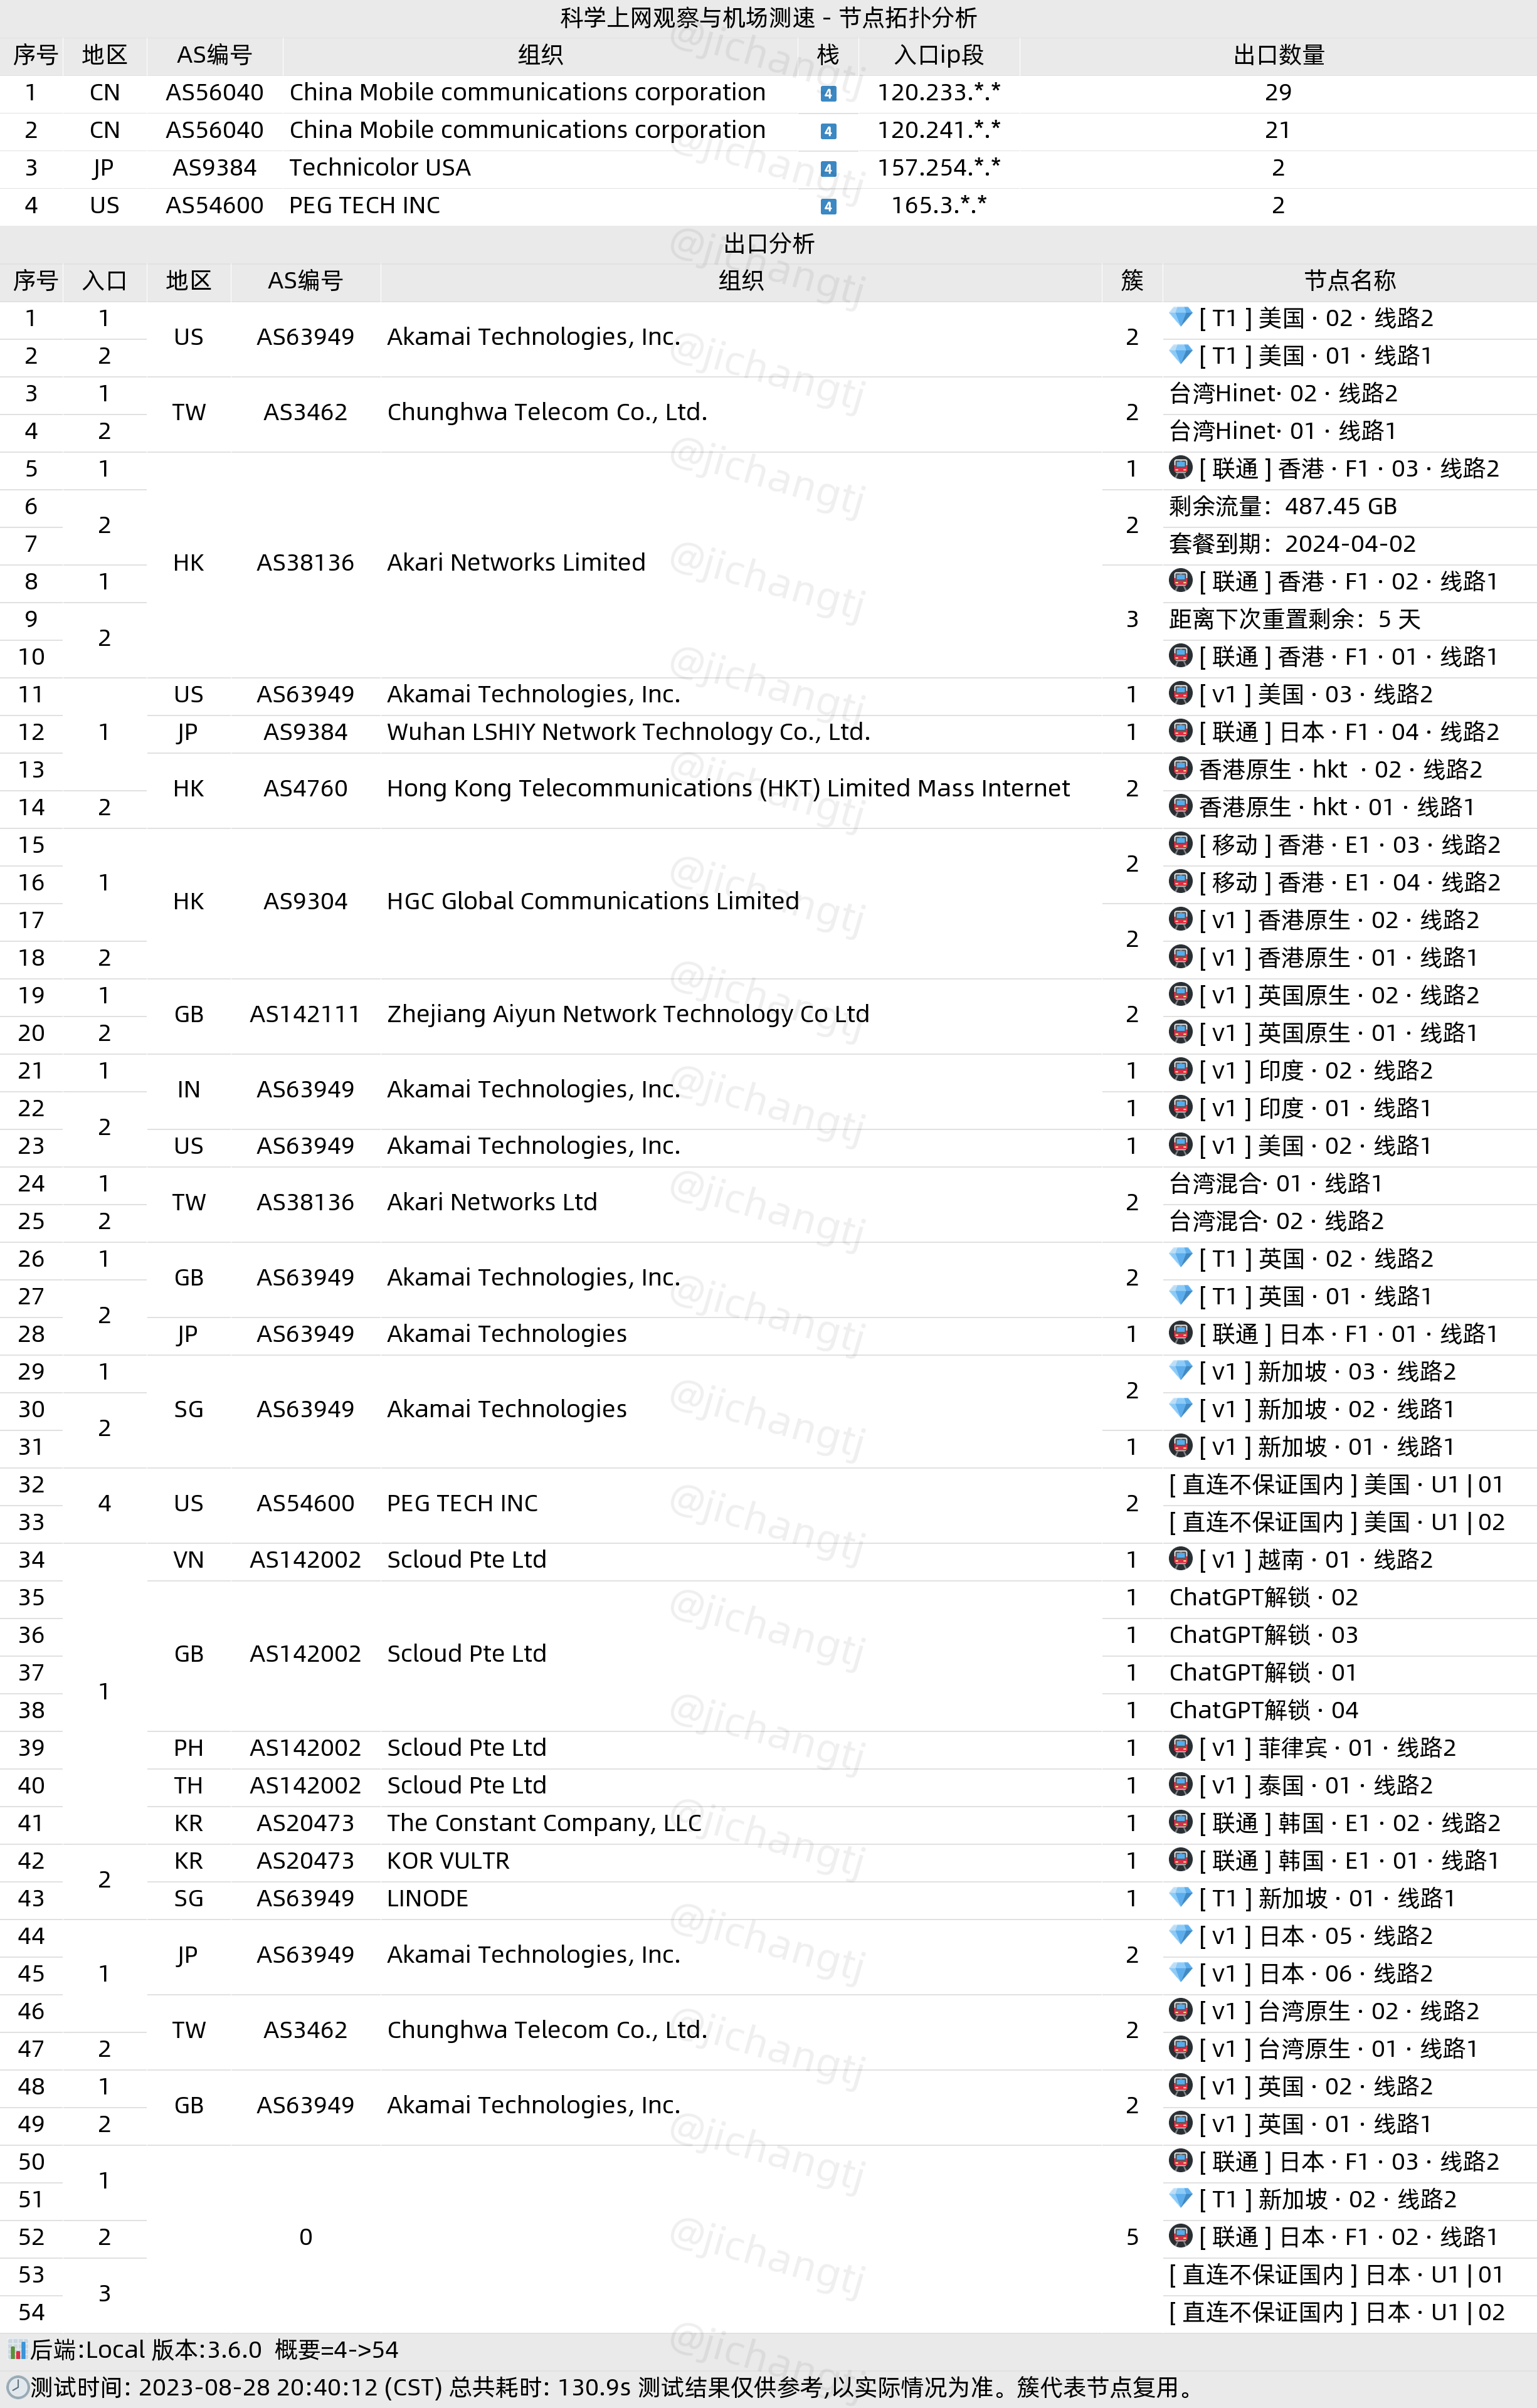 科学上网观察与机场测速 - 节点拓扑分析
序号 地区 AS编号 组织 栈 入口ip段 出口数量
1 CN AS56040 China Mobile communications corporation 4 120.233.*.* 29
2 CN AS56040 China Mobile communications corporation 4 120.241.*.* 21
3 JP AS9384 Technicolor USA 4 157.254.*.* 2
4 US AS54600 PEG TECH INC 4 165.3.*.* 2
出口分析
序号 入口 地区 AS编号 组织 簇 节点名称
1 1 US AS63949 Akamai Technologies, Inc. 2 💎 [ T1 ] 美国 · 02 · 线路2
2 2 💎 [ T1 ] 美国 · 01 · 线路1
3 1 TW AS3462 Chunghwa Telecom Co., Ltd. 2 台湾Hinet· 02 · 线路2
4 2 台湾Hinet· 01 · 线路1
5 1 HK AS38136 Akari Networks Limited 1 🚇 [ 联通 ] 香港 · F1 · 03 · 线路2
6 2 2 剩余流量：487.45 GB
7 套餐到期：2024-04-02
8 1 3 🚇 [ 联通 ] 香港 · F1 · 02 · 线路1
9 2 距离下次重置剩余：5 天
10 🚇 [ 联通 ] 香港 · F1 · 01 · 线路1
11 1 US AS63949 Akamai Technologies, Inc. 1 🚇 [ v1 ] 美国 · 03 · 线路2
12 JP AS9384 Wuhan LSHIY Network Technology Co., Ltd. 1 🚇 [ 联通 ] 日本 · F1 · 04 · 线路2
13 HK AS4760 Hong Kong Telecommunications (HKT) Limited Mass Internet 2 🚇 香港原生 · hkt · 02 · 线路2
14 2 🚇 香港原生 · hkt · 01 · 线路1
15 1 HK AS9304 HGC Global Communications Limited 2 🚇 [ 移动 ] 香港 · E1 · 03 · 线路2
16 🚇 [ 移动 ] 香港 · E1 · 04 · 线路2
17 2 🚇 [ v1 ] 香港原生 · 02 · 线路2
18 2 🚇 [ v1 ] 香港原生 · 01 · 线路1
19 1 GB AS142111 Zhejiang Aiyun Network Technology Co Ltd 2 🚇 [ v1 ] 英国原生 · 02 · 线路2
20 2 🚇 [ v1 ] 英国原生 · 01 · 线路1
21 1 IN AS63949 Akamai Technologies, Inc. 1 🚇 [ v1 ] 印度 · 02 · 线路2
22 2 1 🚇 [ v1 ] 印度 · 01 · 线路1
23 US AS63949 Akamai Technologies, Inc. 1 🚇 [ v1 ] 美国 · 02 · 线路1
24 1 TW AS38136 Akari Networks Ltd 2 台湾混合· 01 · 线路1
25 2 台湾混合· 02 · 线路2
26 1 GB AS63949 Akamai Technologies, Inc. 2 💎 [ T1 ] 英国 · 02 · 线路2
27 2 💎 [ T1 ] 英国 · 01 · 线路1
28 JP AS63949 Akamai Technologies 1 🚇 [ 联通 ] 日本 · F1 · 01 · 线路1
29 1 SG AS63949 Akamai Technologies 2 💎 [ v1 ] 新加坡 · 03 · 线路2
30 2 💎 [ v1 ] 新加坡 · 02 · 线路1
31 1 🚇 [ v1 ] 新加坡 · 01 · 线路1
32 4 US AS54600 PEG TECH INC 2 [ 直连不保证国内 ] 美国 · U1 | 01
33 [ 直连不保证国内 ] 美国 · U1 | 02
34 1 VN AS142002 Scloud Pte Ltd 1 🚇 [ v1 ] 越南 · 01 · 线路2
35 GB AS142002 Scloud Pte Ltd 1 ChatGPT解锁 · 02
36 1 ChatGPT解锁 · 03
37 1 ChatGPT解锁 · 01
38 1 ChatGPT解锁 · 04
39 PH AS142002 Scloud Pte Ltd 1 🚇 [ v1 ] 菲律宾 · 01 · 线路2
40 TH AS142002 Scloud Pte Ltd 1 🚇 [ v1 ] 泰国 · 01 · 线路2
41 KR AS20473 The Constant Company, LLC 1 🚇 [ 联通 ] 韩国 · E1 · 02 · 线路2
42 2 KR AS20473 KOR VULTR 1 🚇 [ 联通 ] 韩国 · E1 · 01 · 线路1
43 SG AS63949 LINODE 1 💎 [ T1 ] 新加坡 · 01 · 线路1
44 1 JP AS63949 Akamai Technologies, Inc. 2 💎 [ v1 ] 日本 · 05 · 线路2
45 💎 [ v1 ] 日本 · 06 · 线路2
46 TW AS3462 Chunghwa Telecom Co., Ltd. 2 🚇 [ v1 ] 台湾原生 · 02 · 线路2
47 2 🚇 [ v1 ] 台湾原生 · 01 · 线路1
48 1 GB AS63949 Akamai Technologies, Inc. 2 🚇 [ v1 ] 英国 · 02 · 线路2
49 2 🚇 [ v1 ] 英国 · 01 · 线路1
50 1 0 5 🚇 [ 联通 ] 日本 · F1 · 03 · 线路2
51 💎 [ T1 ] 新加坡 · 02 · 线路2
52 2 🚇 [ 联通 ] 日本 · F1 · 02 · 线路1
53 3 [ 直连不保证国内 ] 日本 · U1 | 01
54 [ 直连不保证国内 ] 日本 · U1 | 02
📊后端:Local 版本:3.6.0 概要=4->54
🕗测试时间: 2023-08-28 20:40:12 (CST) 总共耗时: 130.9s 测试结果仅供参考,以实际情况为准。簇代表节点复用。
@jichangtj